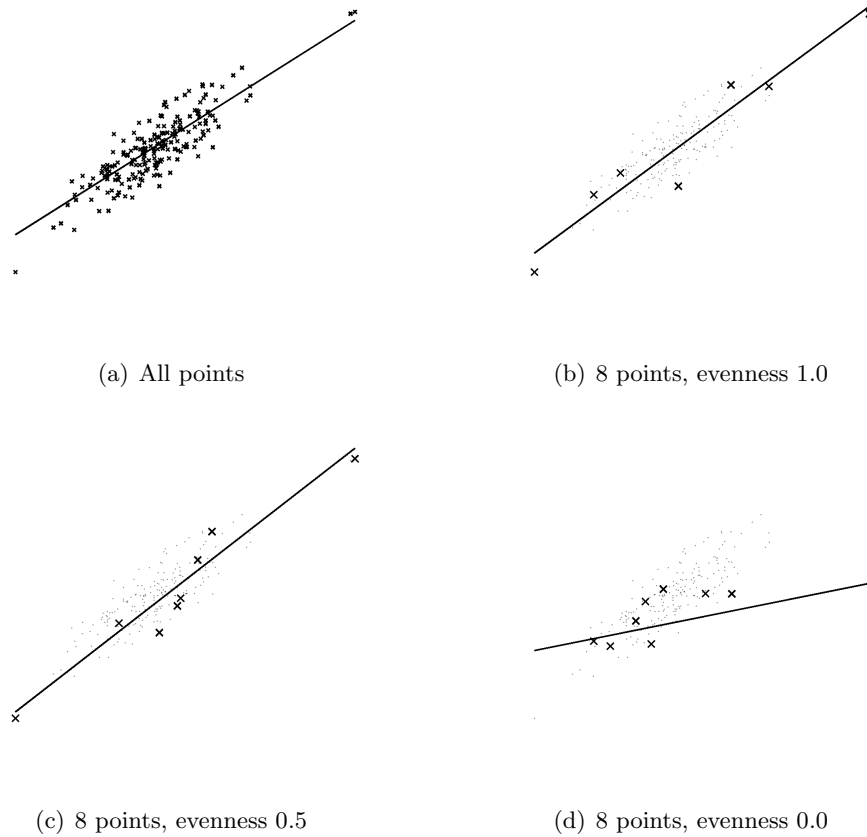 (a) All points
(b) 8 points, evenness 1.0
(c) 8 points, evenness 0.5
(d) 8 points, evenness 0.0